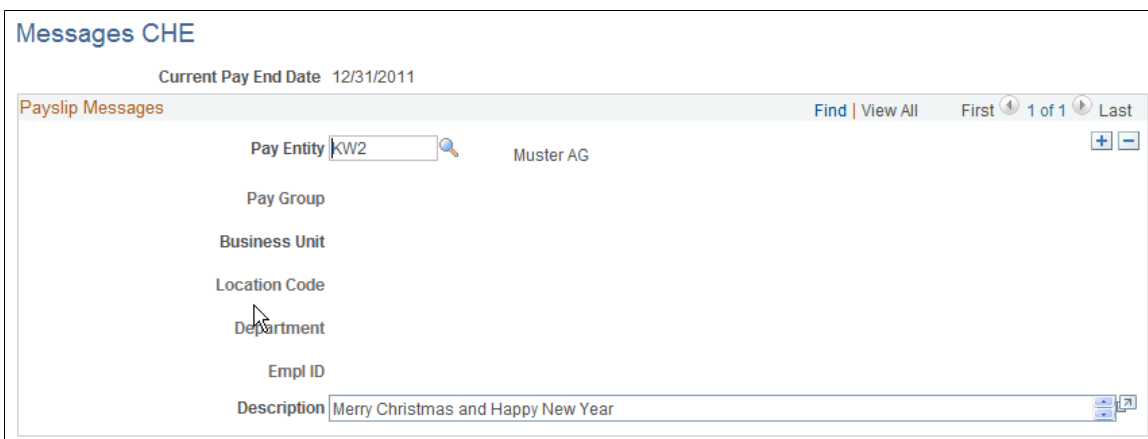 Messages CHE
Current Pay End Date 12/31/2011
Payslip Messages Find | View All First 1 of 1 Last
Pay Entity KW2 Muster AG
Pay Group
Business Unit
Location Code
Department
Empl ID
Description Merry Christmas and Happy New Year